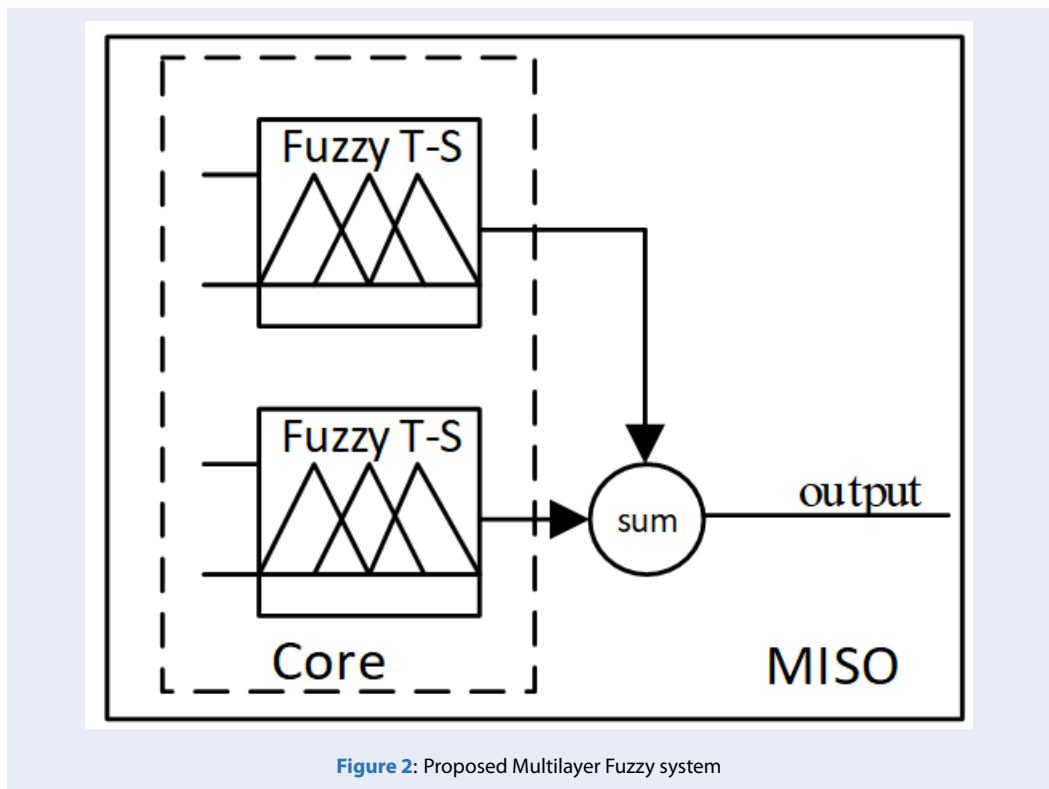 Fuzzy T-S
Fuzzy T-S
sum
output
Core
MISO
Figure 2: Proposed Multilayer Fuzzy system